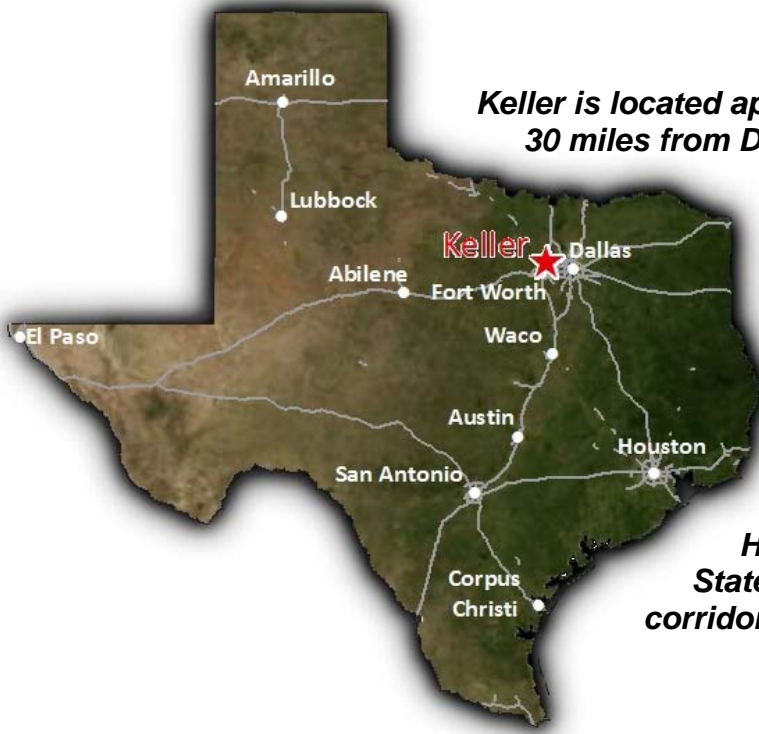 Amarillo
Keller is located ap
30 miles from D
Lubbock
Keller
Dallas
Abilene
Fort Worth
El Paso
Waco
Austin
Houston
San Antonio
H
State
corridor
Corpus
Christi